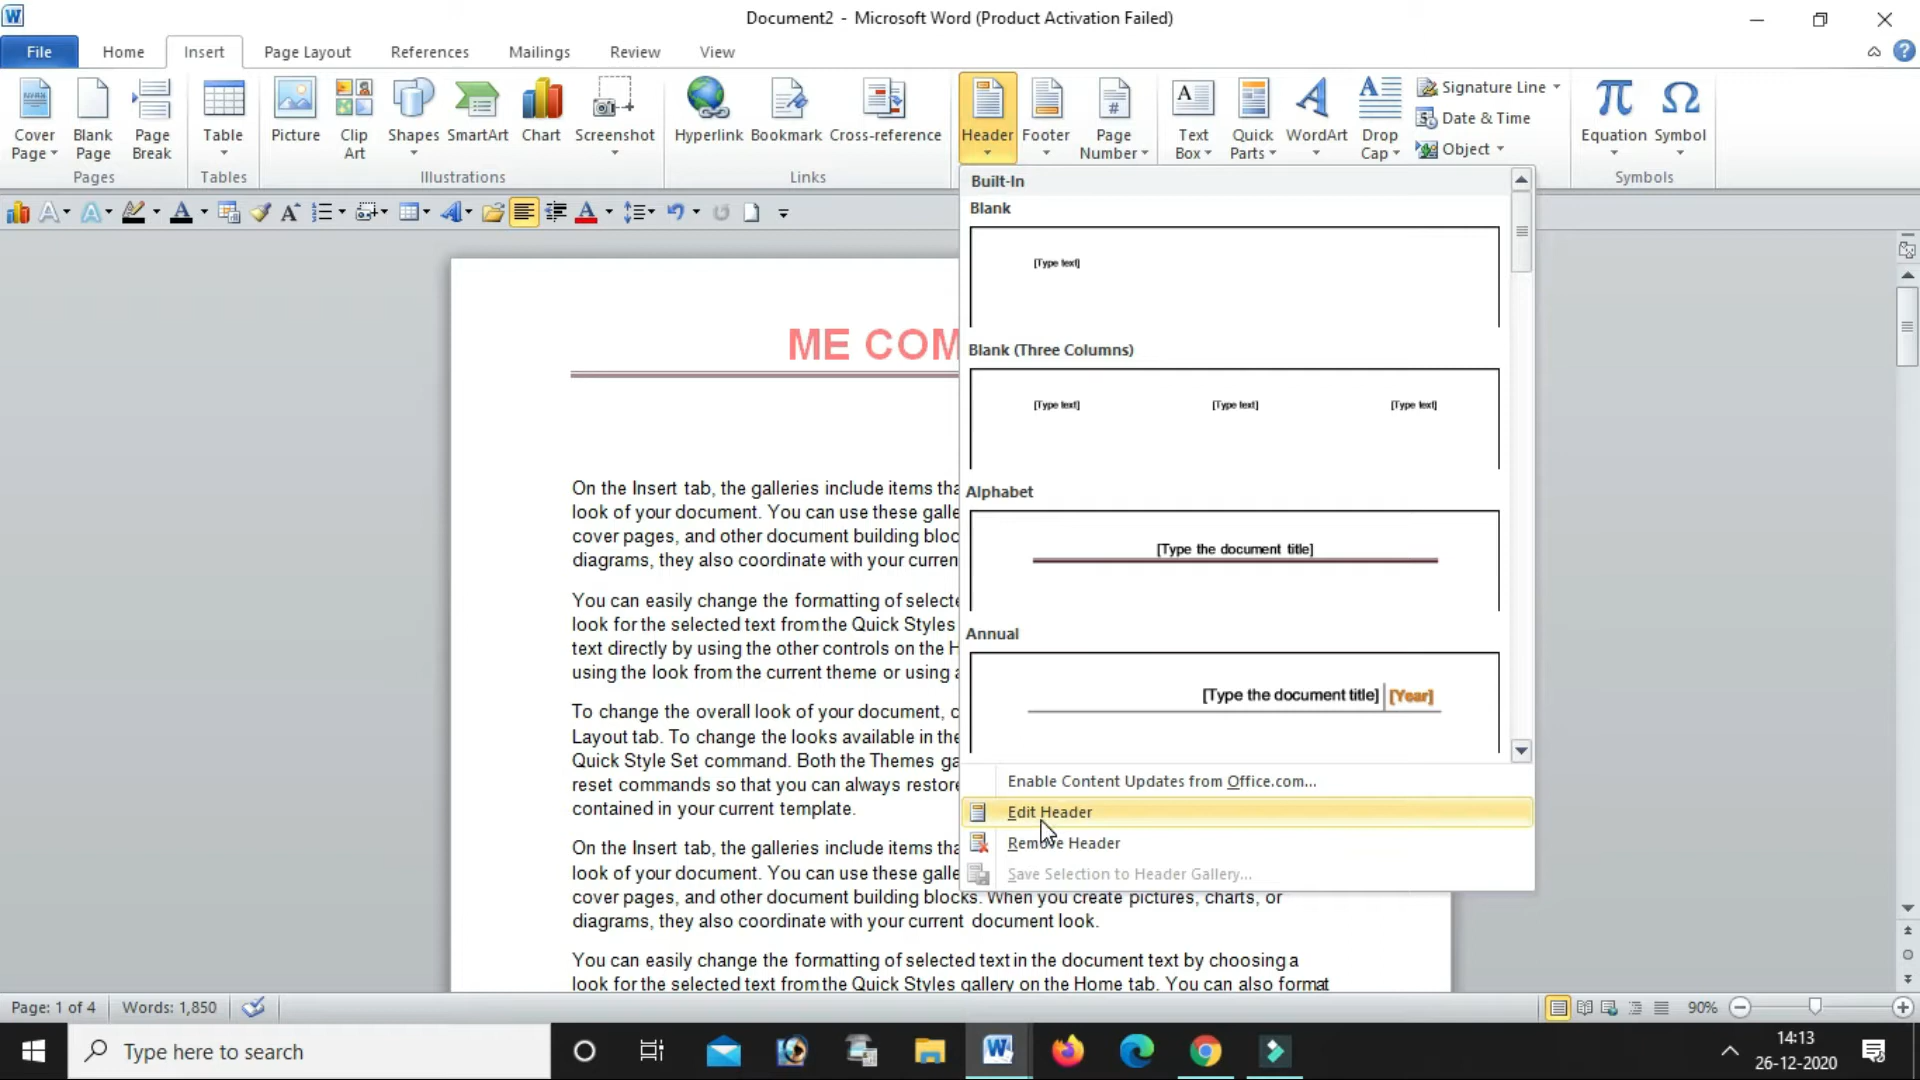 Document2 - Microsoft Word (Product Activation Failed)
File Home Insert Page Layout References Mailings Review View
Cover Page Blank Page Page Break Table Picture Clip Art Shapes SmartArt Chart Screenshot Hyperlink Bookmark Cross-reference Header Footer Page Number Text Box Quick Parts WordArt Drop Cap Signature Line Date & Time Object Equation Symbol
Pages Tables Illustrations Links Symbols
Built-In
Blank
[Type text]
Blank (Three Columns)
[Type text] [Type text] [Type text]
Alphabet
[Type the document title]
Annual
[Type the document title] [Year]
Enable Content Updates from Office.com...
Edit Header
Remove Header
Save Selection to Header Gallery...
ME COM
On the Insert tab, the galleries include items tha
look of your document. You can use these galle
cover pages, and other document building bloc
diagrams, they also coordinate with your curren
You can easily change the formatting of selecte
look for the selected text from the Quick Styles
text directly by using the other controls on the H
using the look from the current theme or using a
To change the overall look of your document, c
Layout tab. To change the looks available in the
Quick Style Set command. Both the Themes ga
reset commands so that you can always restore
contained in your current template.
On the Insert tab, the galleries include items tha
look of your document. You can use these galle
cover pages, and other document building blocks. When you create pictures, charts, or
diagrams, they also coordinate with your current document look.
You can easily change the formatting of selected text in the document text by choosing a
look for the selected text from the Quick Styles gallery on the Home tab. You can also format
Page: 1 of 4 Words: 1,850 90%
Type here to search
14:13
26-12-2020